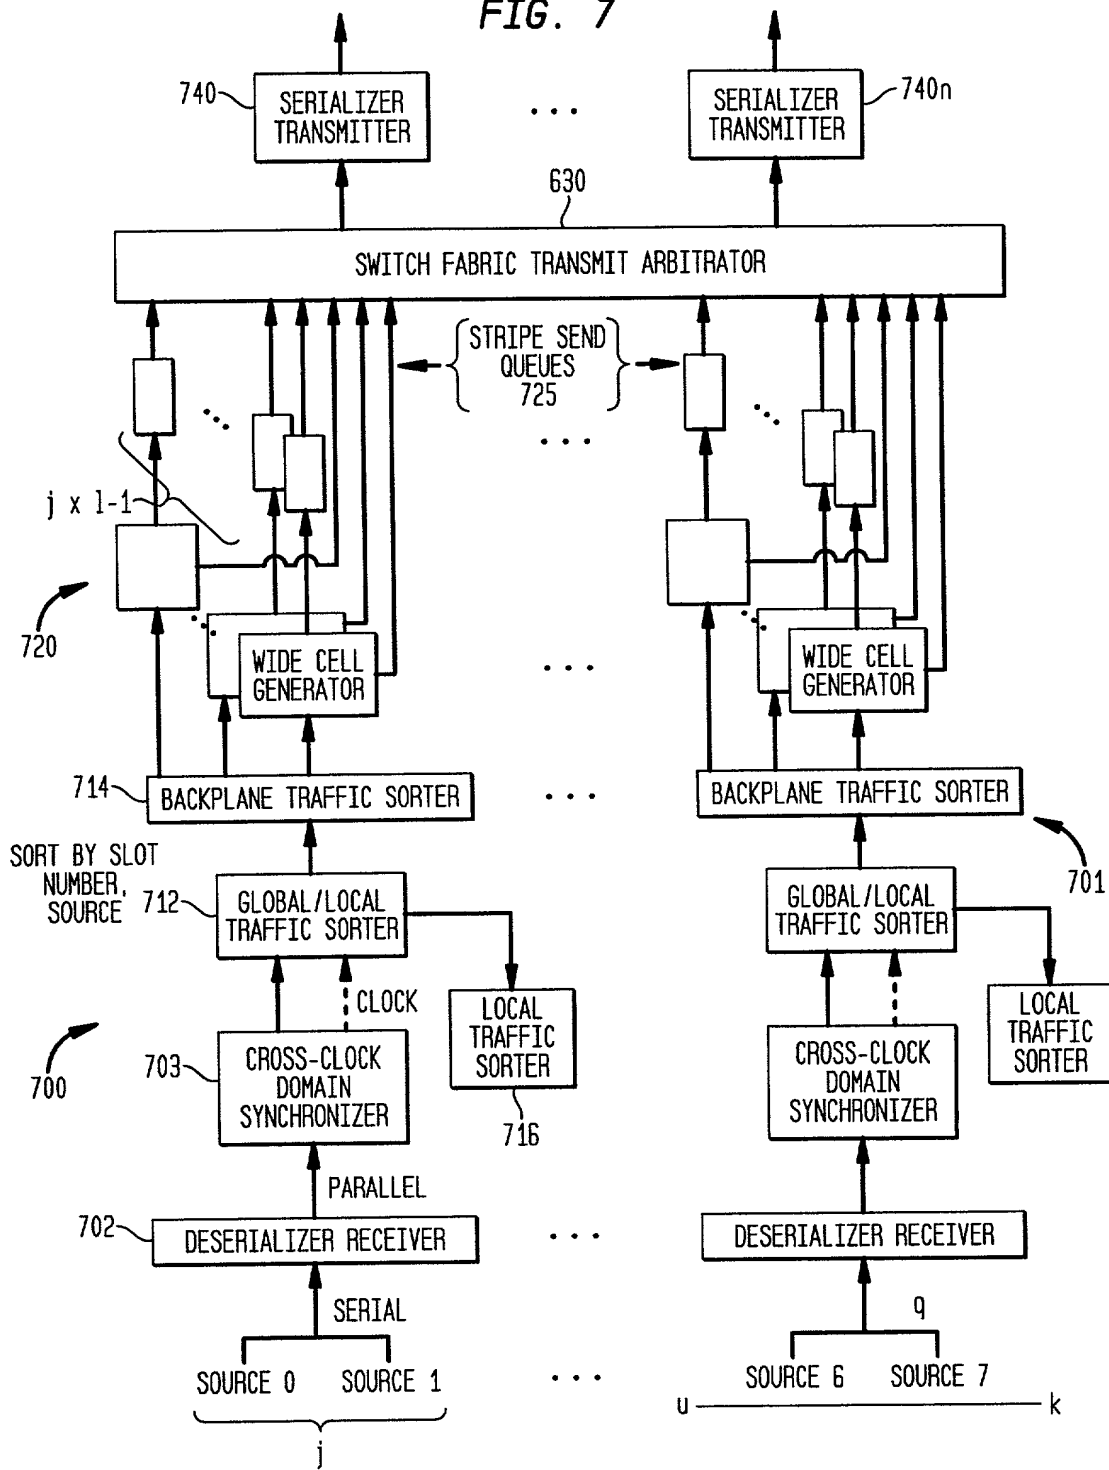 FIG. 7
740
SERIALIZER
TRANSMITTER
...
SERIALIZER
TRANSMITTER
740n
630
SWITCH FABRIC TRANSMIT ARBITRATOR
STRIPE SEND
QUEUES
725
...
j x l-1
720
WIDE CELL
GENERATOR
...
WIDE CELL
GENERATOR
714
BACKPLANE TRAFFIC SORTER
...
BACKPLANE TRAFFIC SORTER
701
SORT BY SLOT
NUMBER,
SOURCE
712
GLOBAL/LOCAL
TRAFFIC SORTER
GLOBAL/LOCAL
TRAFFIC SORTER
CLOCK
LOCAL
TRAFFIC
SORTER
716
LOCAL
TRAFFIC
SORTER
700
703
CROSS-CLOCK
DOMAIN
SYNCHRONIZER
CROSS-CLOCK
DOMAIN
SYNCHRONIZER
PARALLEL
702
DESERIALIZER RECEIVER
...
DESERIALIZER RECEIVER
SERIAL
q
SOURCE 0
SOURCE 1
...
SOURCE 6
SOURCE 7
j
u
k